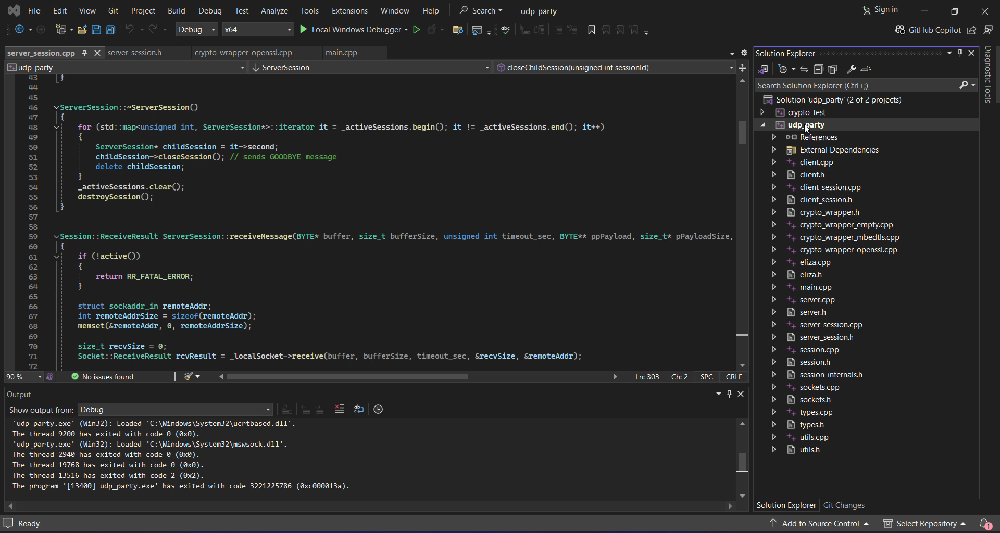 File Edit View Git Project Build Debug Test Analyze Tools Extensions Window Help Search udp_party Sign in
Debug x64 Local Windows Debugger GitHub Copilot
server_session.cpp server_session.h crypto_wrapper_openssl.cpp main.cpp
udp_party ServerSession closeChildSession(unsigned int sessionId)
43 }
44
45
46 ServerSession::~ServerSession()
47 {
48 for (std::map<unsigned int, ServerSession*>::iterator it = _activeSessions.begin(); it != _activeSessions.end(); it++)
49 {
50 ServerSession* childSession = it->second;
51 childSession->closeSession(); // sends GOODBYE message
52 delete childSession;
53 }
54 _activeSessions.clear();
55 destroySession();
56 }
57
58
59 Session::ReceiveResult ServerSession::receiveMessage(BYTE* buffer, size_t bufferSize, unsigned int timeout_sec, BYTE** ppPayload, size_t* pPayloadSize,
60 {
61 if (!active())
62 {
63 return RR_FATAL_ERROR;
64 }
65
66 struct sockaddr_in remoteAddr;
67 int remoteAddrSize = sizeof(remoteAddr);
68 memset(&remoteAddr, 0, remoteAddrSize);
69
70 size_t recvSize = 0;
71 Socket::ReceiveResult rcvResult = _localSocket->receive(buffer, bufferSize, timeout_sec, &recvSize, &remoteAddr);
72
90 % No issues found Ln: 303 Ch: 2 SPC CRLF
Output
Show output from: Debug
'udp_party.exe' (Win32): Loaded 'C:\Windows\System32\ucrtbased.dll'.
The thread 9200 has exited with code 0 (0x0).
'udp_party.exe' (Win32): Loaded 'C:\Windows\System32\mswsock.dll'.
The thread 2940 has exited with code 0 (0x0).
The thread 19768 has exited with code 0 (0x0).
The thread 13516 has exited with code 2 (0x2).
The program '[13400] udp_party.exe' has exited with code 3221225786 (0xc000013a).
Solution Explorer
Search Solution Explorer (Ctrl+;)
Solution 'udp_party' (2 of 2 projects)
crypto_test
udp_party
References
External Dependencies
client.cpp
client.h
client_session.cpp
client_session.h
crypto_wrapper.h
crypto_wrapper_empty.cpp
crypto_wrapper_mbedtls.cpp
crypto_wrapper_openssl.cpp
eliza.cpp
eliza.h
main.cpp
server.cpp
server.h
server_session.cpp
server_session.h
session.cpp
session.h
session_internals.h
sockets.cpp
sockets.h
types.cpp
types.h
utils.cpp
utils.h
Solution Explorer Git Changes
Diagnostic Tools
Ready Add to Source Control Select Repository 1